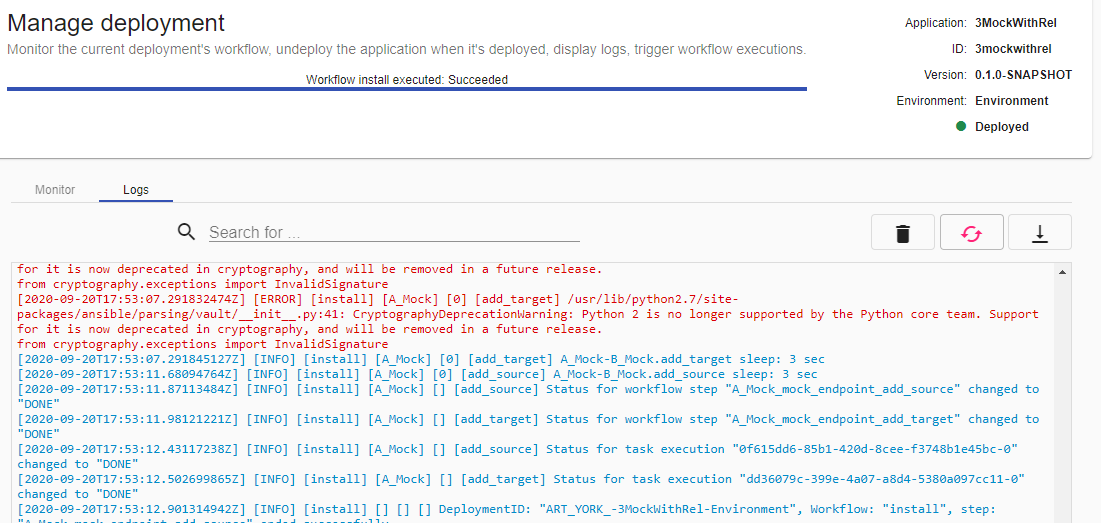 Manage deployment
Monitor the current deployment's workflow, undeploy the application when it's deployed, display logs, trigger workflow executions.
Workflow install executed: Succeeded
Application: 3MockWithRel
ID: 3mockwithrel
Version: 0.1.0-SNAPSHOT
Environment: Environment
Deployed
Monitor
Logs
Search for ...
for it is now deprecated in cryptography, and will be removed in a future release.
from cryptography.exceptions import InvalidSignature
[2020-09-20T17:53:07.291832474Z] [ERROR] [install] [A_Mock] [0] [add_target] /usr/lib/python2.7/site-
packages/ansible/parsing/vault/__init__.py:41: CryptographyDeprecationWarning: Python 2 is no longer supported by the Python core team. Support
for it is now deprecated in cryptography, and will be removed in a future release.
from cryptography.exceptions import InvalidSignature
[2020-09-20T17:53:07.291845127Z] [INFO] [install] [A_Mock] [0] [add_target] A_Mock-B_Mock.add_target sleep: 3 sec
[2020-09-20T17:53:11.68094764Z] [INFO] [install] [A_Mock] [0] [add_source] A_Mock-B_Mock.add_source sleep: 3 sec
[2020-09-20T17:53:11.87113484Z] [INFO] [install] [A_Mock] [] [add_source] Status for workflow step "A_Mock_mock_endpoint_add_source" changed to
"DONE"
[2020-09-20T17:53:11.98121221Z] [INFO] [install] [A_Mock] [] [add_target] Status for workflow step "A_Mock_mock_endpoint_add_target" changed to
"DONE"
[2020-09-20T17:53:12.43117238Z] [INFO] [install] [A_Mock] [] [add_source] Status for task execution "0f615dd6-85b1-420d-8cee-f3748b1e45bc-0"
changed to "DONE"
[2020-09-20T17:53:12.502699865Z] [INFO] [install] [A_Mock] [] [add_target] Status for task execution "dd36079c-399e-4a07-a8d4-5380a097cc11-0"
changed to "DONE"
[2020-09-20T17:53:12.901314942Z] [INFO] [install] [] [] [] DeploymentID: "ART_YORK_-3MockWithRel-Environment", Workflow: "install", step:
"A_Mock_mock_endpoint_add_source" ended successfully